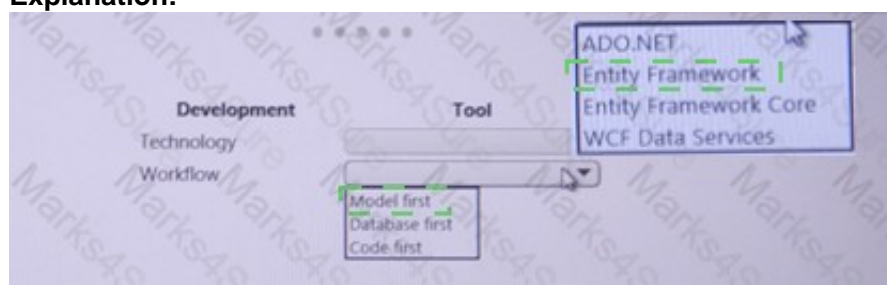 Explanation:
ADO.NET
Entity Framework
Development Tool Entity Framework Core
Technology WCF Data Services
Workflow
Model first
Database first
Code first
Marks4Sure